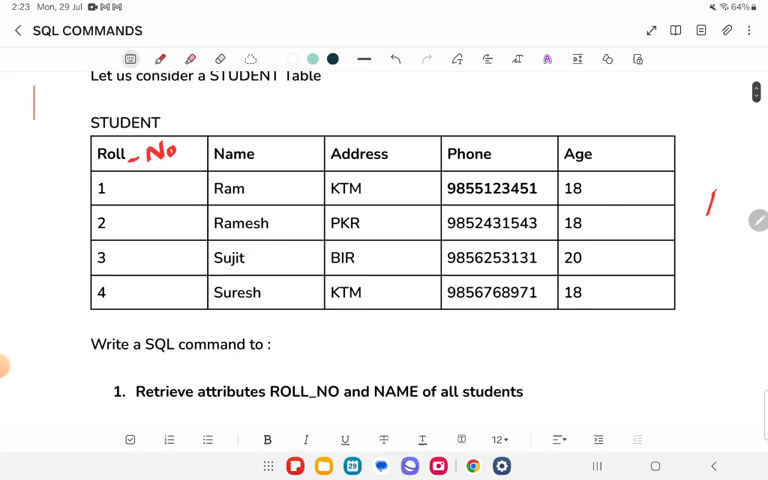 2:23 Mon, 29 Jul 64%
SQL COMMANDS
Let us consider a STUDENT Table
STUDENT
Roll _ No Name Address Phone Age
1 Ram KTM 9855123451 18
2 Ramesh PKR 9852431543 18
3 Sujit BIR 9856253131 20
4 Suresh KTM 9856768971 18
Write a SQL command to :
1. Retrieve attributes ROLL_NO and NAME of all students
B I U T T 12
29